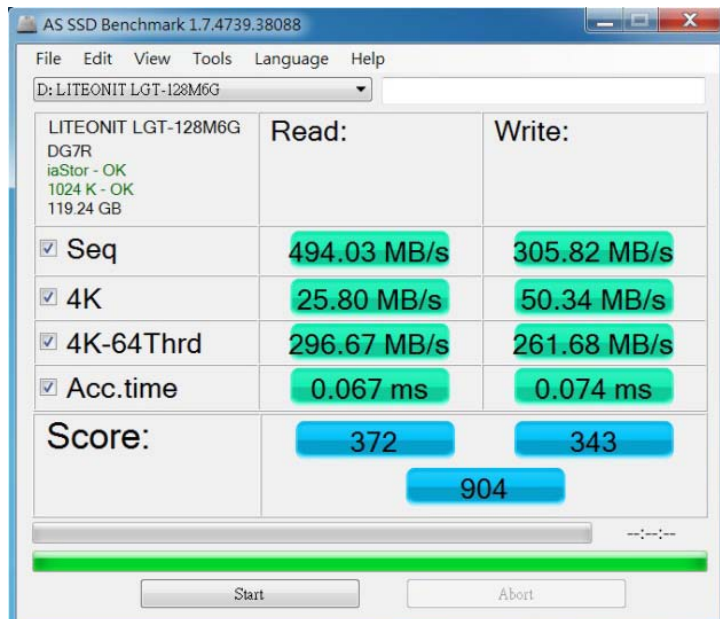 AS SSD Benchmark 1.7.4739.38088
File Edit View Tools Language Help
D: LITEONIT LGT-128M6G
LITEONIT LGT-128M6G
DG7R
iaStor - OK
1024 K - OK
119.24 GB
Read: Write:
Seq 494.03 MB/s 305.82 MB/s
4K 25.80 MB/s 50.34 MB/s
4K-64Thrd 296.67 MB/s 261.68 MB/s
Acc.time 0.067 ms 0.074 ms
Score: 372 343
904
--:--:--
Start Abort